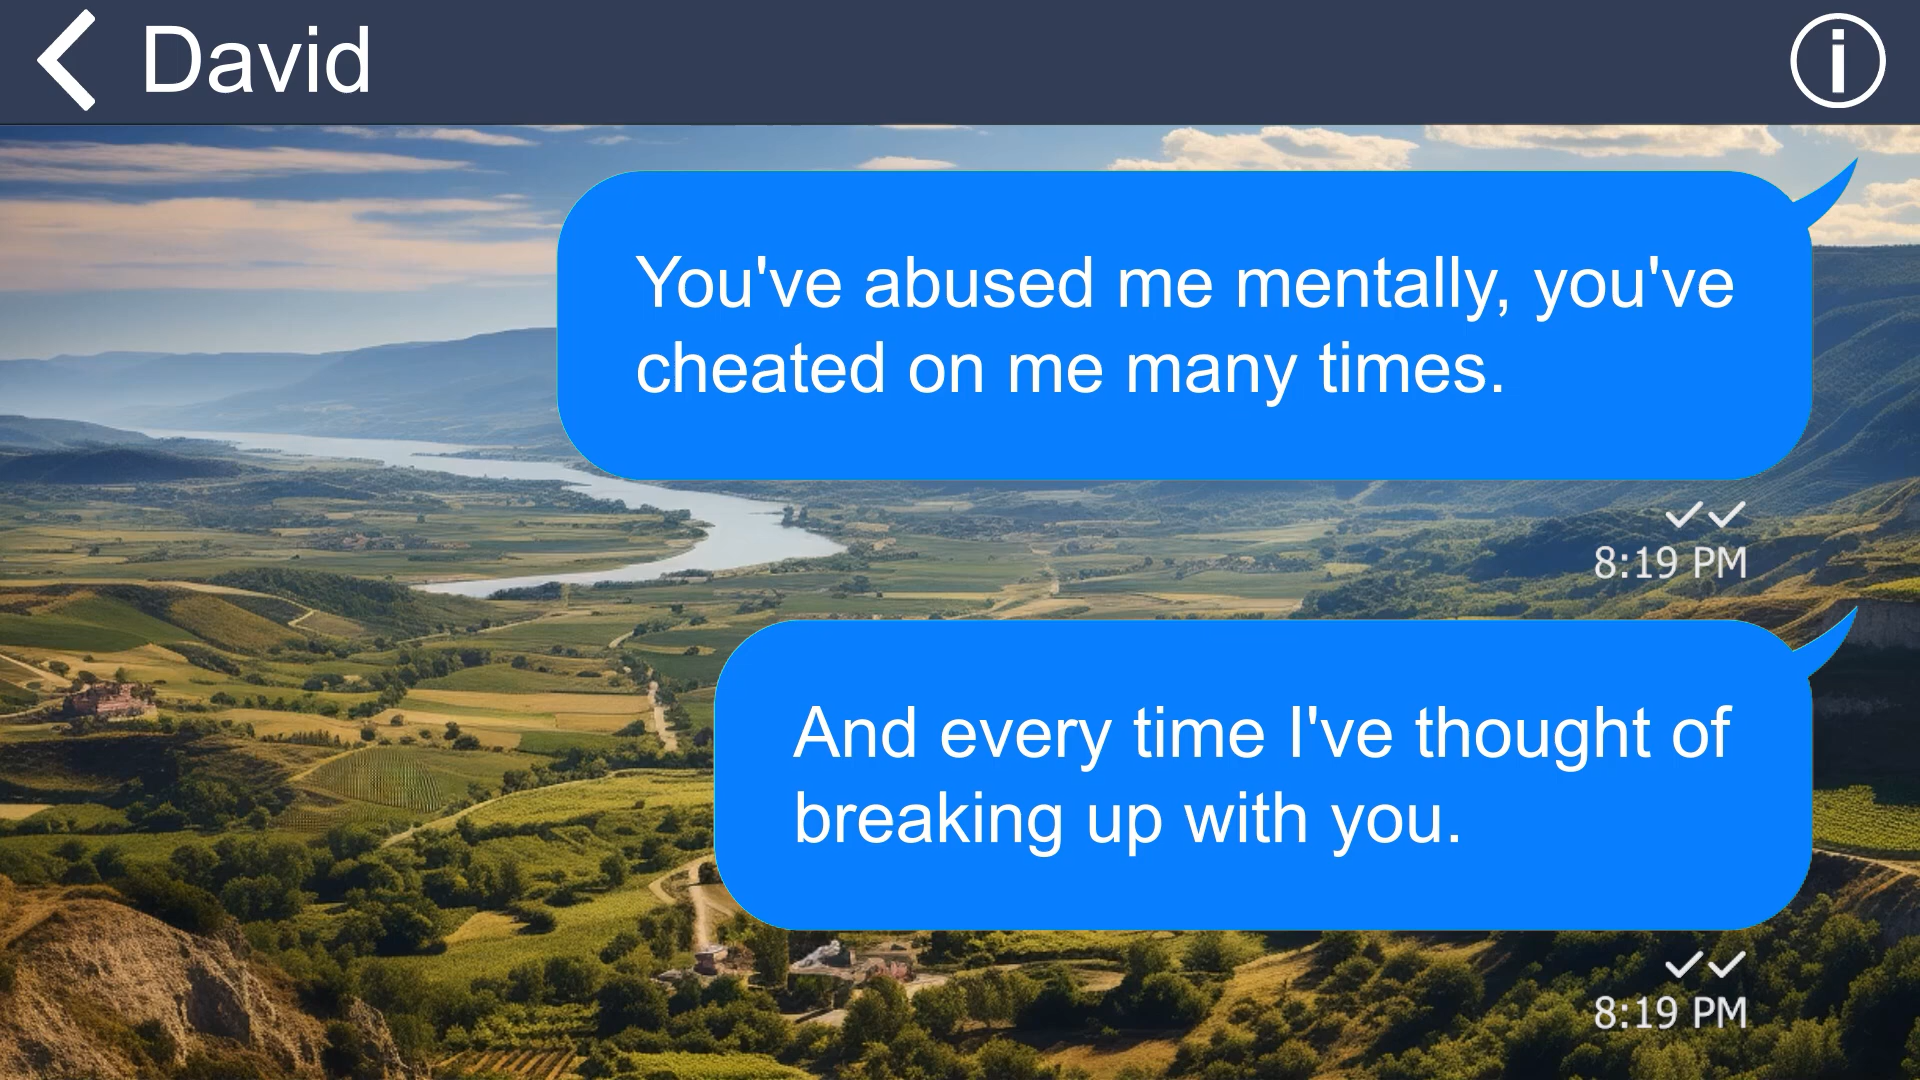 David
You've abused me mentally, you've
cheated on me many times.
8:19 PM
And every time I've thought of
breaking up with you.
8:19 PM